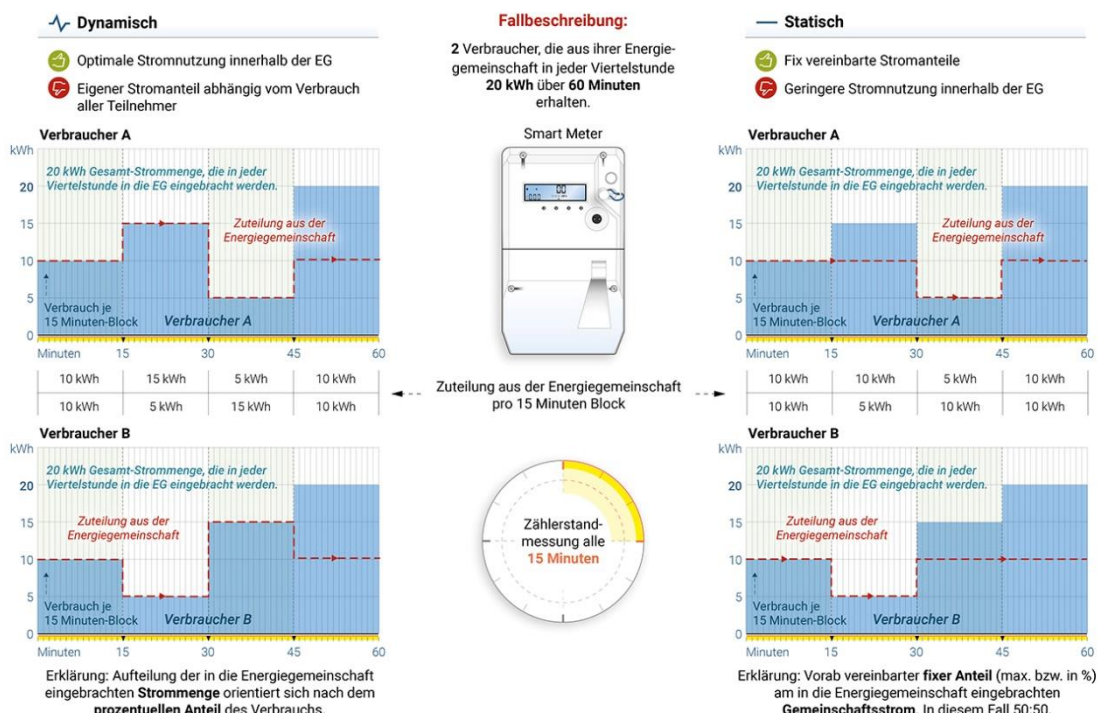 Dynamisch
Optimale Stromnutzung innerhalb der EG
Eigener Stromanteil abhängig vom Verbrauch
aller Teilnehmer
Verbraucher A
kWh
20 kWh Gesamt-Strommenge, die in jeder
Viertelstunde in die EG eingebracht werden.
20
Zuteilung aus der
Energiegemeinschaft
15
10
5
Verbrauch je
15 Minuten-Block
Verbraucher A
0
Minuten 15 30 45 60
10 kWh 15 kWh 5 kWh 10 kWh
10 kWh 5 kWh 15 kWh 10 kWh
Verbraucher B
kWh
20 kWh Gesamt-Strommenge, die in jeder
Viertelstunde in die EG eingebracht werden.
20
15
Zuteilung aus der
Energiegemeinschaft
10
5
Verbrauch je
15 Minuten-Block
Verbraucher B
0
Minuten 15 30 45 60
Erklärung: Aufteilung der in die Energiegemeinschaft
eingebrachten Strommenge orientiert sich nach dem
prozentuellen Anteil des Verbrauchs.
Fallbeschreibung:
2 Verbraucher, die aus ihrer Energie-
gemeinschaft in jeder Viertelstunde
20 kWh über 60 Minuten
erhalten.
Smart Meter
Zuteilung aus der Energiegemeinschaft
pro 15 Minuten Block
Zählerstand-
messung alle
15 Minuten
Statisch
Fix vereinbarte Stromanteile
Geringere Stromnutzung innerhalb der EG
Verbraucher A
kWh
20 kWh Gesamt-Strommenge, die in jeder
Viertelstunde in die EG eingebracht werden.
20
15
Zuteilung aus der
Energiegemeinschaft
10
5
Verbrauch je
15 Minuten-Block
Verbraucher A
0
Minuten 15 30 45 60
10 kWh 10 kWh 5 kWh 10 kWh
10 kWh 5 kWh 10 kWh 10 kWh
Verbraucher B
kWh
20 kWh Gesamt-Strommenge, die in jeder
Viertelstunde in die EG eingebracht werden.
20
15
Zuteilung aus der
Energiegemeinschaft
10
5
Verbrauch je
15 Minuten-Block
Verbraucher B
0
Minuten 15 30 45 60
Erklärung: Vorab vereinbarter fixer Anteil (max. bzw. in %)
am in die Energiegemeinschaft eingebrachten
Gemeinschaftsstrom. In diesem Fall 50:50.